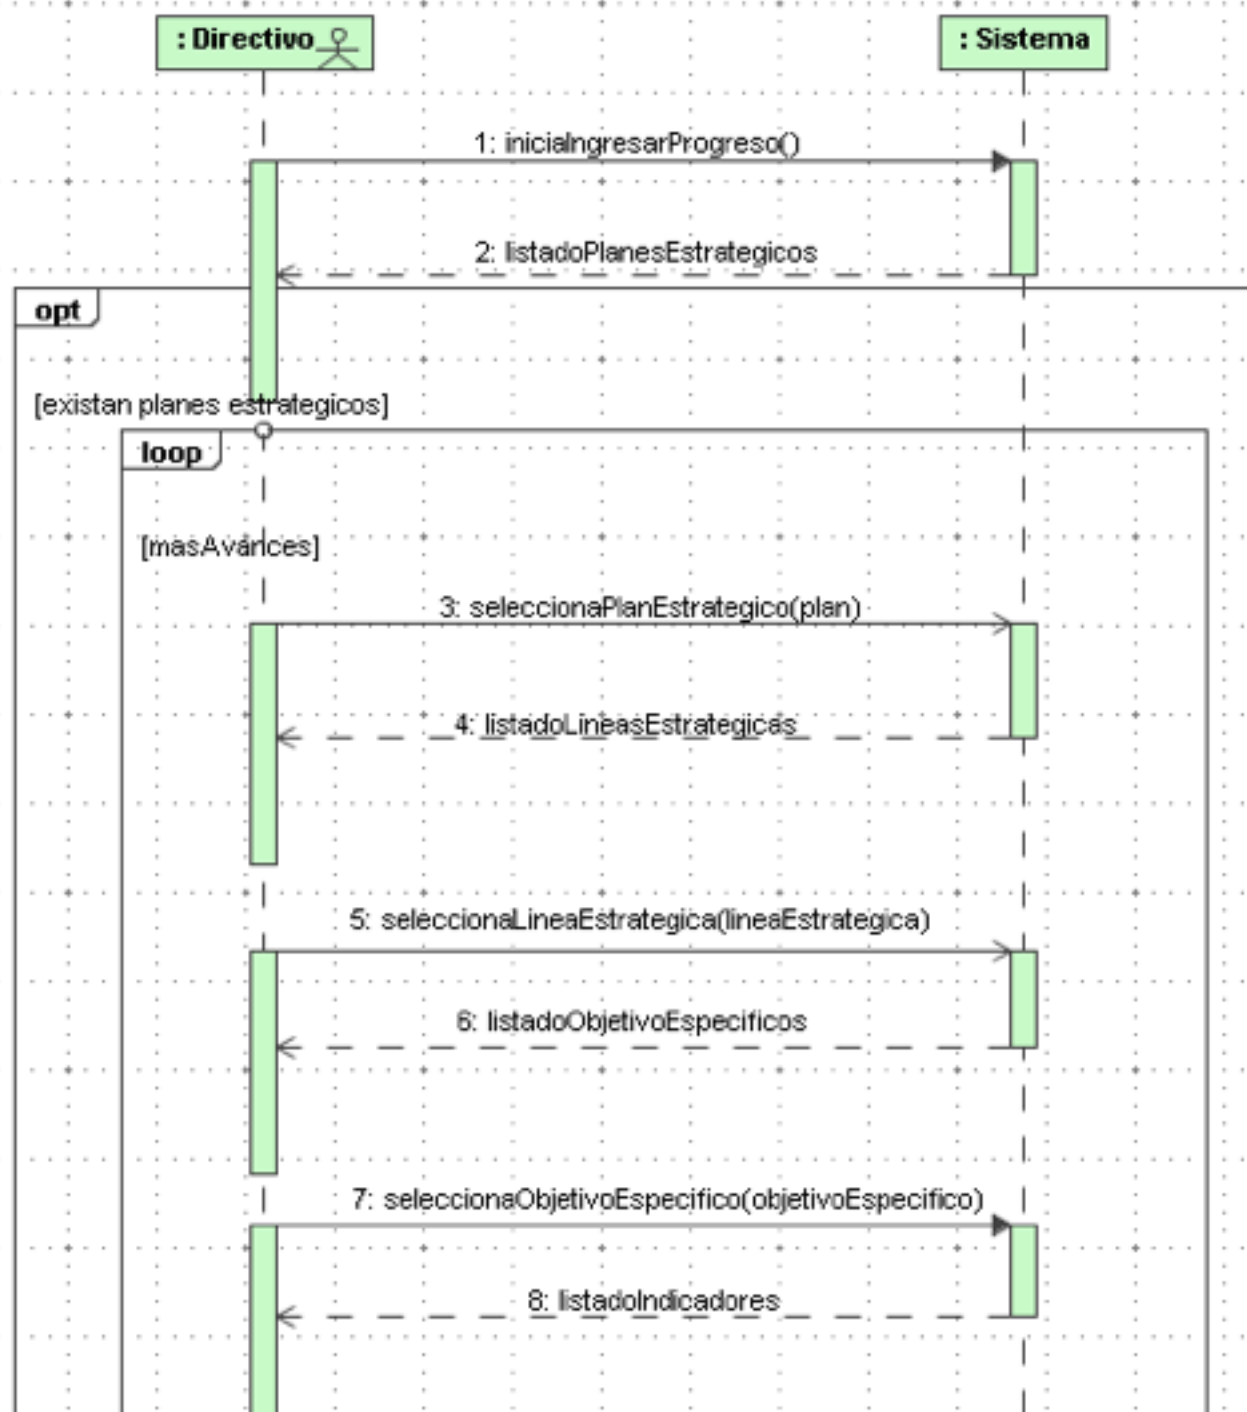 : Directivo
: Sistema
1: iniciaIngresarProgreso()
2: listadoPlanesEstrategicos
opt
[existan planes estrategicos]
loop
[masAvances]
3: seleccionaPlanEstrategico(plan)
4: listadoLineasEstrategicas
5: seleccionaLineaEstrategica(lineaEstrategica)
6: listadoObjetivoEspecificos
7: seleccionaObjetivoEspecifico(objetivoEspecifico)
8: listadoIndicadores